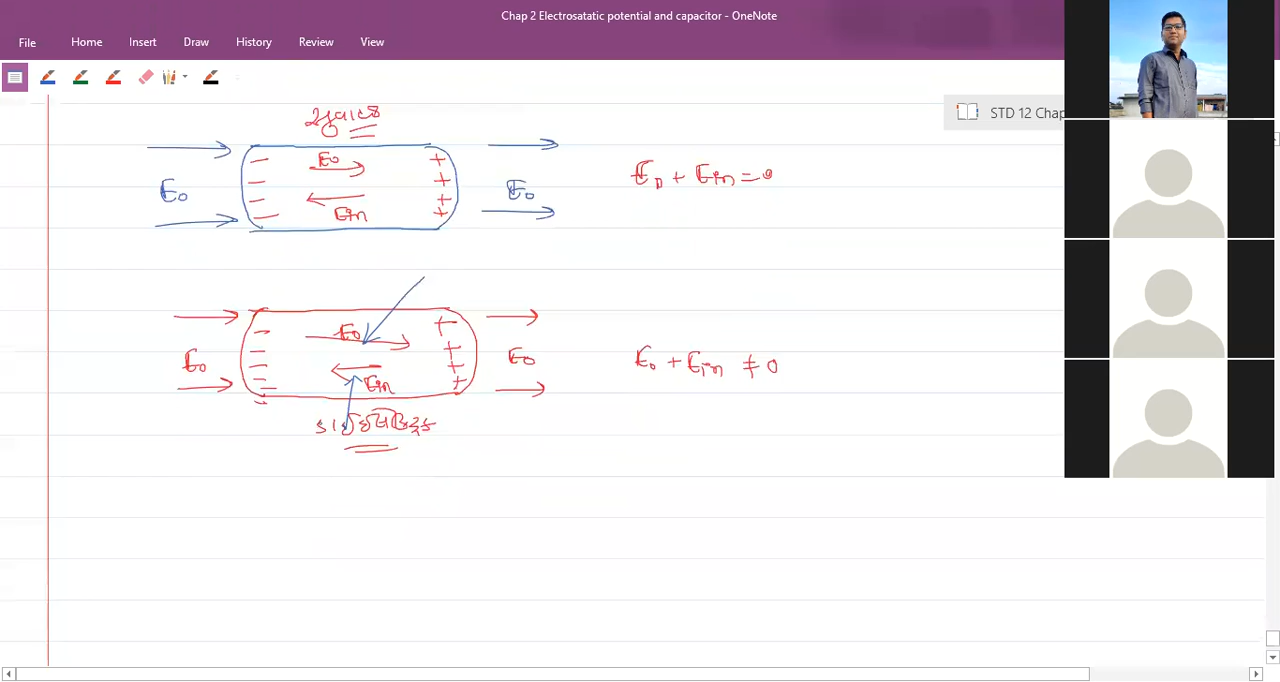 Chap 2 Electrosatatic potential and capacitor - OneNote
File Home Insert Draw History Review View
STD 12 Chap
સુવાહક
E₀ - E₀ + E₀ E₀ + Ein = 0
- Ein +
E₀ - E₀ + E₀ E₀ + Ein ≠ 0
- Ein +
ડાઈઇલેક્ટ્રિક